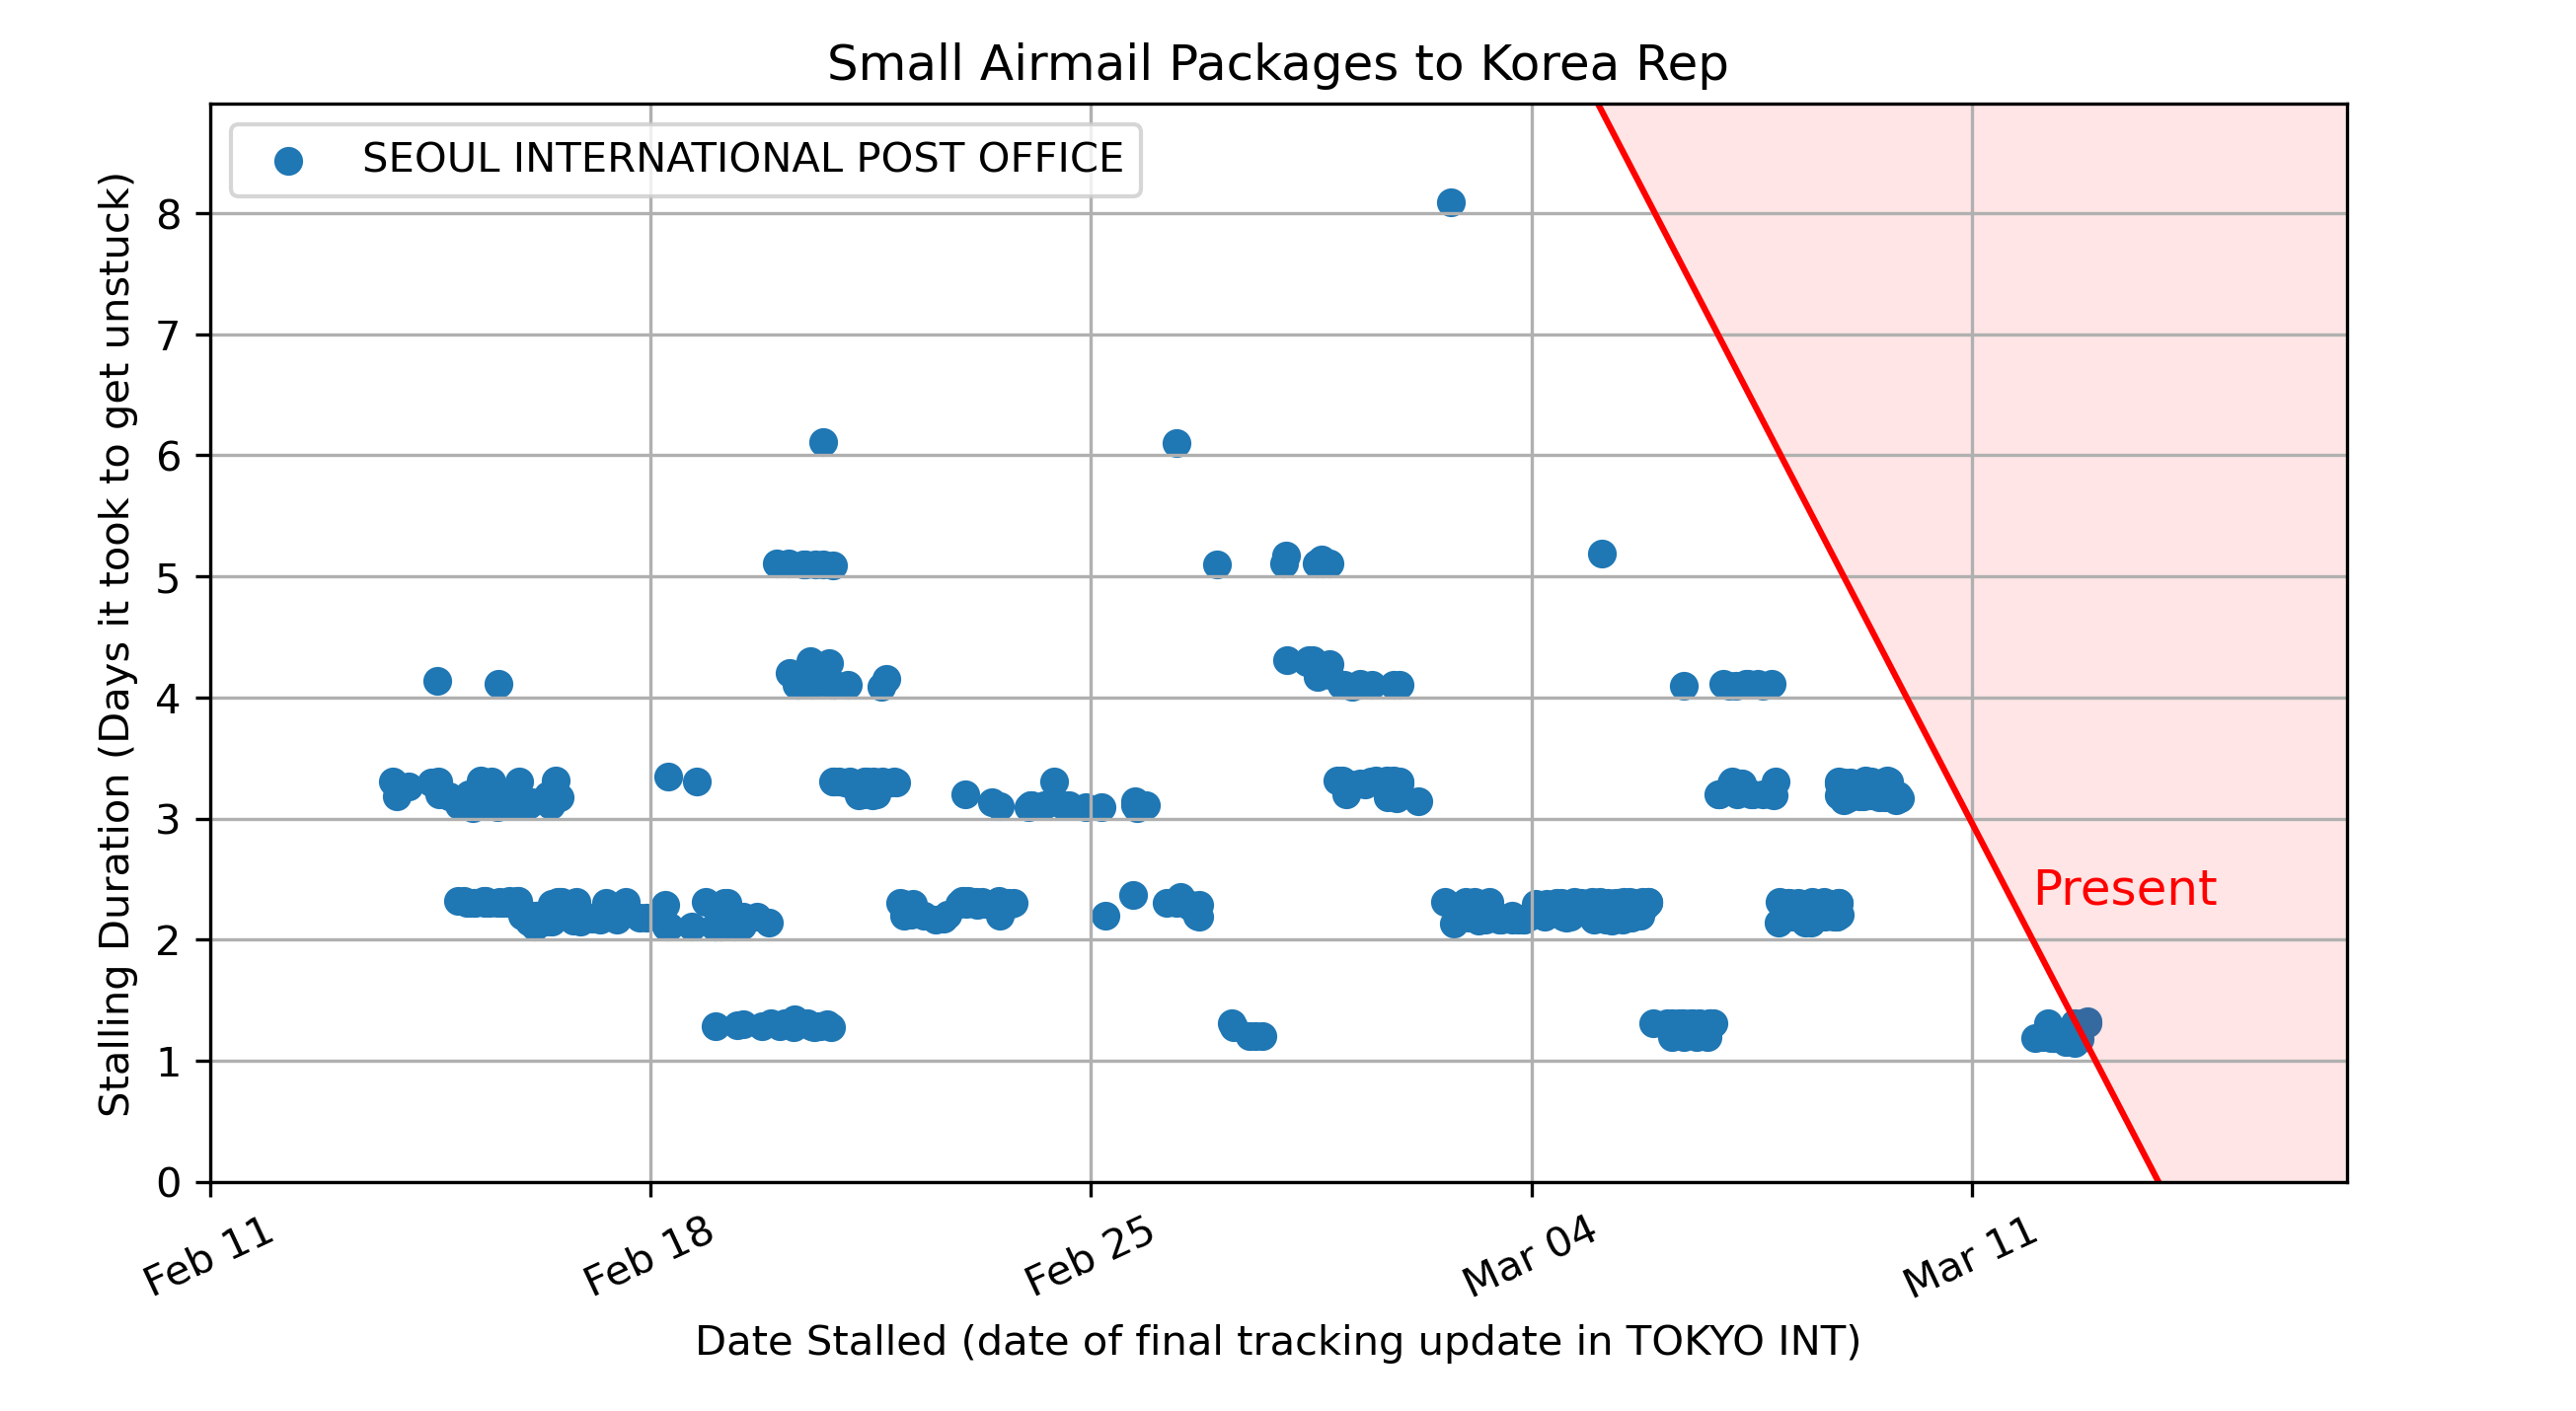 Small Airmail Packages to Korea Rep
SEOUL INTERNATIONAL POST OFFICE
Stalling Duration (Days it took to get unstuck)
8
7
6
5
4
3
2
1
0
Present
Feb 11
Feb 18
Feb 25
Mar 04
Mar 11
Date Stalled (date of final tracking update in TOKYO INT)